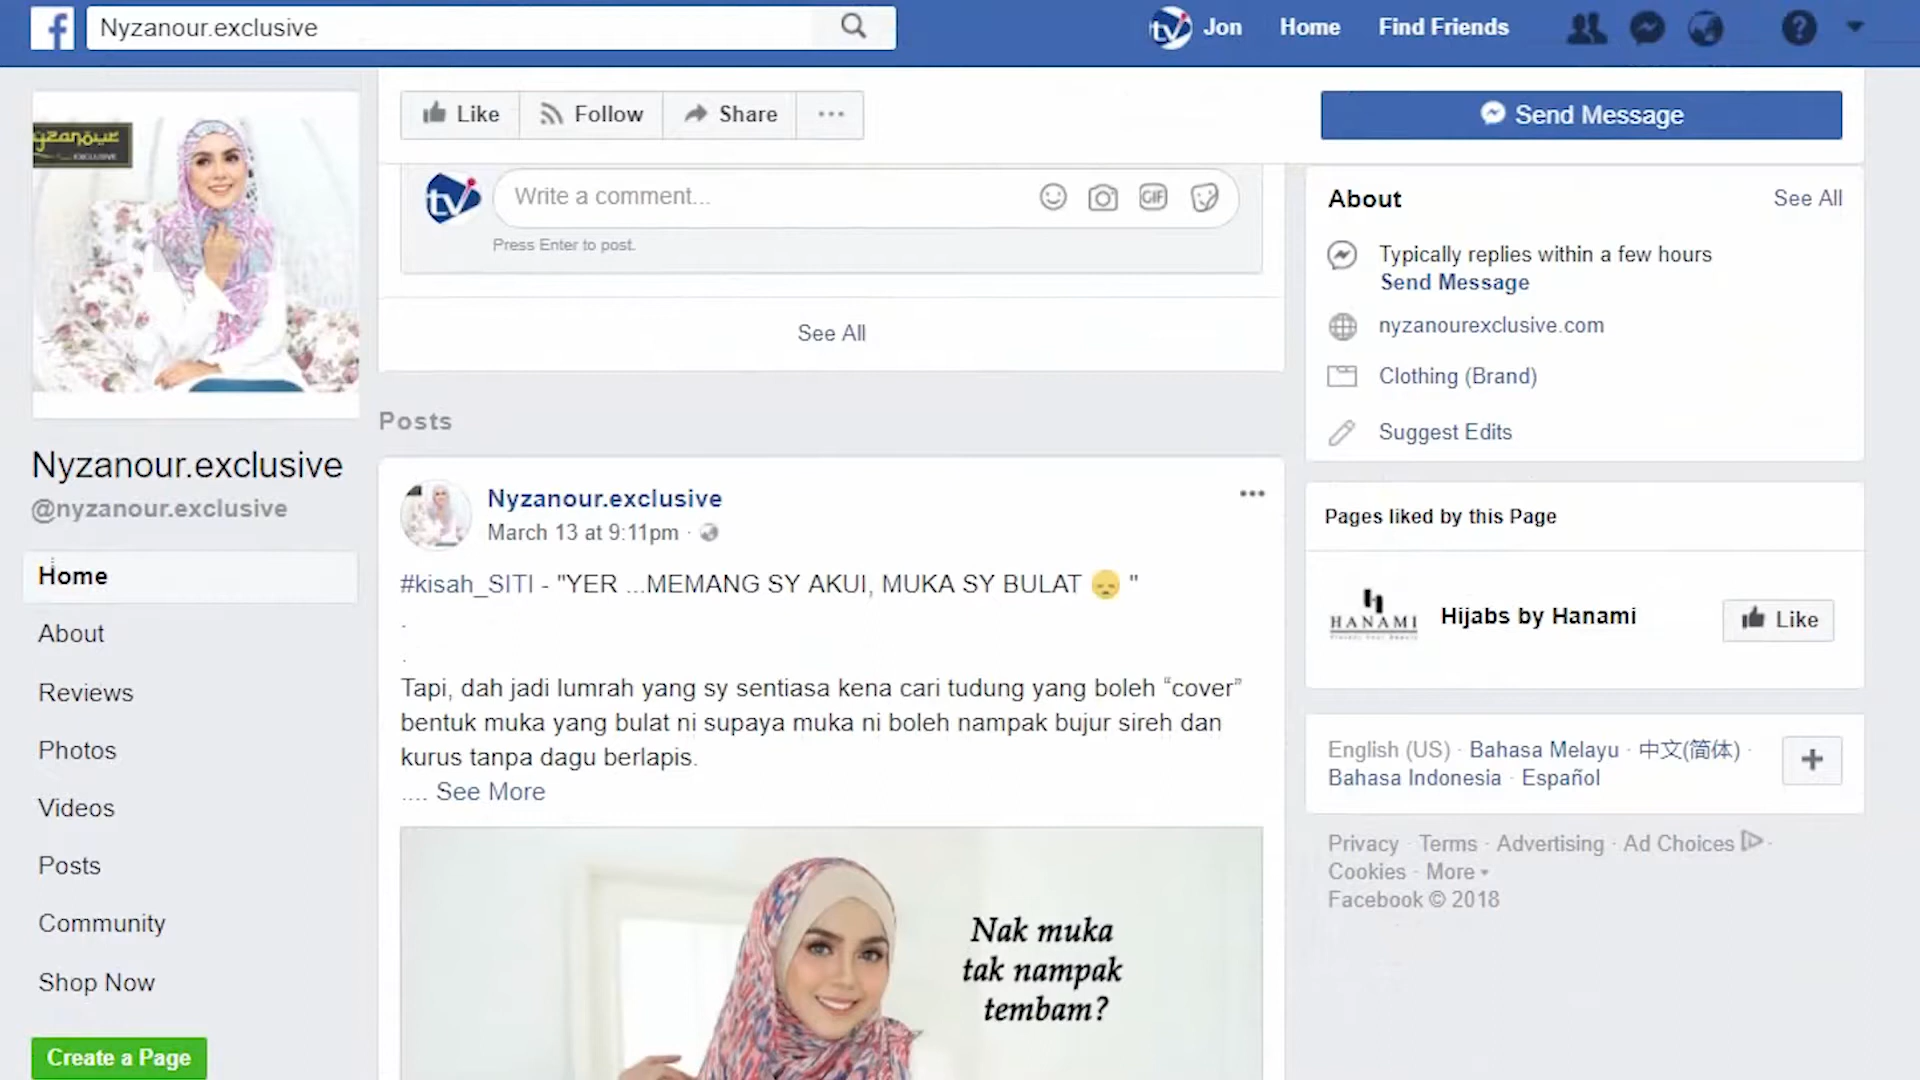 Nyzanour.exclusive
Jon
Home
Find Friends
Like
Follow
Share
Send Message
yzanour
EXCLUSIVE
Write a comment...
GIF
Press Enter to post.
See All
Nyzanour.exclusive
@nyzanour.exclusive
Home
About
Reviews
Photos
Videos
Posts
Community
Shop Now
Create a Page
Posts
Nyzanour.exclusive
March 13 at 9:11pm ·
#kisah_SITI - "YER ...MEMANG SY AKUI, MUKA SY BULAT 😞 "
.
.
Tapi, dah jadi lumrah yang sy sentiasa kena cari tudung yang boleh “cover”
bentuk muka yang bulat ni supaya muka ni boleh nampak bujur sireh dan
kurus tanpa dagu berlapis.
.... See More
Nak muka
tak nampak
tembam?
About
See All
Typically replies within a few hours
Send Message
nyzanourexclusive.com
Clothing (Brand)
Suggest Edits
Pages liked by this Page
HANAMI
Hijabs by Hanami
Like
English (US) · Bahasa Melayu · 中文(简体) ·
Bahasa Indonesia · Español
Privacy · Terms · Advertising · Ad Choices ·
Cookies · More
Facebook © 2018